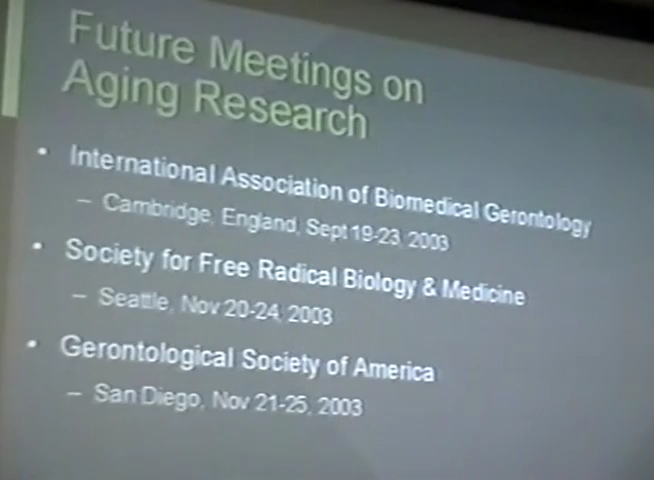 Future Meetings on
Aging Research
• International Association of Biomedical Gerontology
– Cambridge, England, Sept 19-23, 2003
• Society for Free Radical Biology & Medicine
– Seattle, Nov 20-24, 2003
• Gerontological Society of America
– San Diego, Nov 21-25, 2003